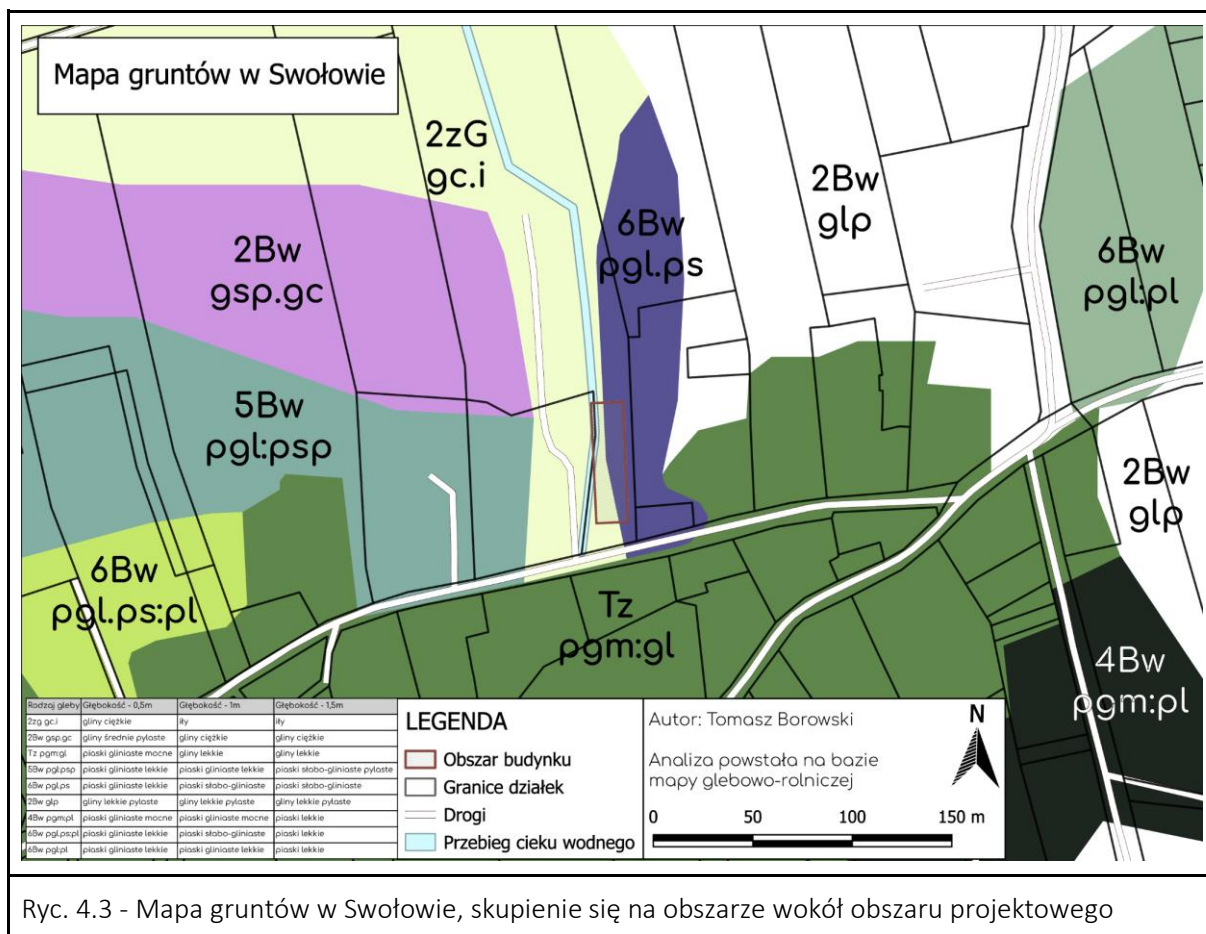 Mapa gruntów w Swołowie
2zG
gc.i
2Bw
glp
6Bw
pgl.ps
2Bw
gsp.gc
6Bw
pgl:pl
5Bw
pgl:psp
2Bw
glp
6Bw
pgl.ps:pl
Tz
pgm:gl
4Bw
pgm:pl
Rodzaj gleby Głębokość - 0,5m Głębokość - 1m Głębokość - 1,5m
2zg gc.i gliny ciężkie iły iły
2Bw gsp.gc gliny średnie pylaste gliny ciężkie gliny ciężkie
Tz pgm:gl piaski gliniaste mocne gliny lekkie gliny lekkie
5Bw pgl:psp piaski gliniaste lekkie piaski gliniaste lekkie piaski słabo-gliniaste pylaste
6Bw pgl.ps piaski gliniaste lekkie piaski słabo-gliniaste piaski słabo-gliniaste
2Bw glp gliny lekkie pylaste gliny lekkie pylaste gliny lekkie pylaste
4Bw pgm:pl piaski gliniaste mocne piaski gliniaste mocne piaski lekkie
6Bw pgl.ps:pl piaski gliniaste lekkie piaski słabo-gliniaste piaski lekkie
6Bw pgl:pl piaski gliniaste lekkie piaski gliniaste lekkie piaski lekkie
LEGENDA
Obszar budynku
Granice działek
Drogi
Przebieg cieku wodnego
Autor: Tomasz Borowski
Analiza powstała na bazie
mapy glebowo-rolniczej
N
0 50 100 150 m
Ryc. 4.3 - Mapa gruntów w Swołowie, skupienie się na obszarze wokół obszaru projektowego